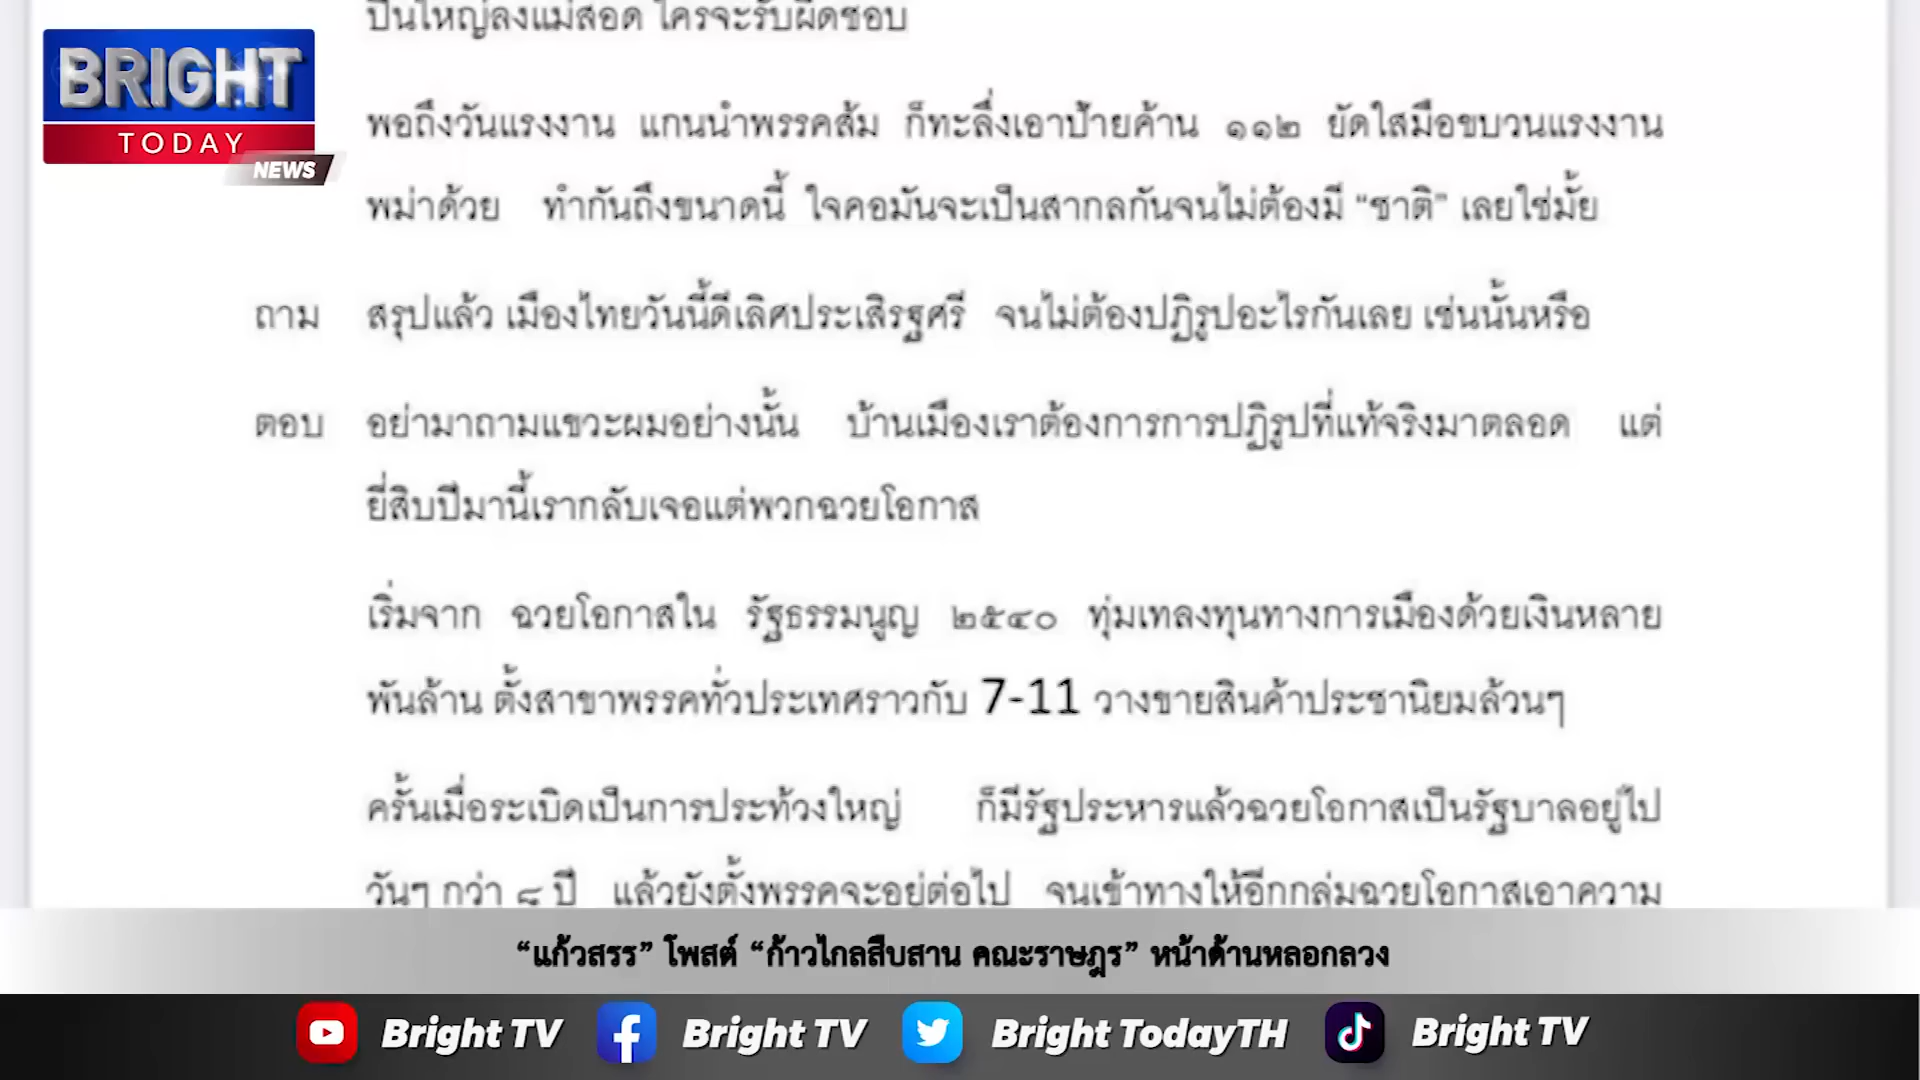 ปืนใหญ่ลงแม่สอด ใครจะรับผิดชอบ
BRIGHT
TODAY
NEWS
พอถึงวันแรงงาน แกนนำพรรคส้ม ก็ทะลึ่งเอาป้ายค้าน ๑๑๒ ยัดใส่มือขบวนแรงงาน
พม่าด้วย ทำกันถึงขนาดนี้ ใจคอมันจะเป็นสากลกันจนไม่ต้องมี “ชาติ” เลยใช่มั้ย
ถาม สรุปแล้ว เมืองไทยวันนี้ดีเลิศประเสิรฐศรี จนไม่ต้องปฏิรูปอะไรกันเลย เช่นนั้นหรือ
ตอบ อย่ามาถามแขวะผมอย่างนั้น บ้านเมืองเราต้องการการปฏิรูปที่แท้จริงมาตลอด แต่
ยี่สิบปีมานี้เรากลับเจอแต่พวกฉวยโอกาส
เริ่มจาก ฉวยโอกาสใน รัฐธรรมนูญ ๒๕๔๐ ทุ่มเทลงทุนทางการเมืองด้วยเงินหลาย
พันล้าน ตั้งสาขาพรรคทั่วประเทศราวกับ 7-11 วางขายสินค้าประชานิยมล้วนๆ
ครั้นเมื่อระเบิดเป็นการประท้วงใหญ่ ก็มีรัฐประหารแล้วฉวยโอกาสเป็นรัฐบาลอยู่ไป
วันๆ กว่า ๘ ปี แล้วยังตั้งพรรคจะอยู่ต่อไป จนเข้าทางให้อีกกลุ่มฉวยโอกาสเอาความ
“แก้วสรร” โพสต์ “ก้าวไกลสืบสาน คณะราษฎร” หน้าด้านหลอกลวง
Bright TV Bright TV Bright TodayTH Bright TV